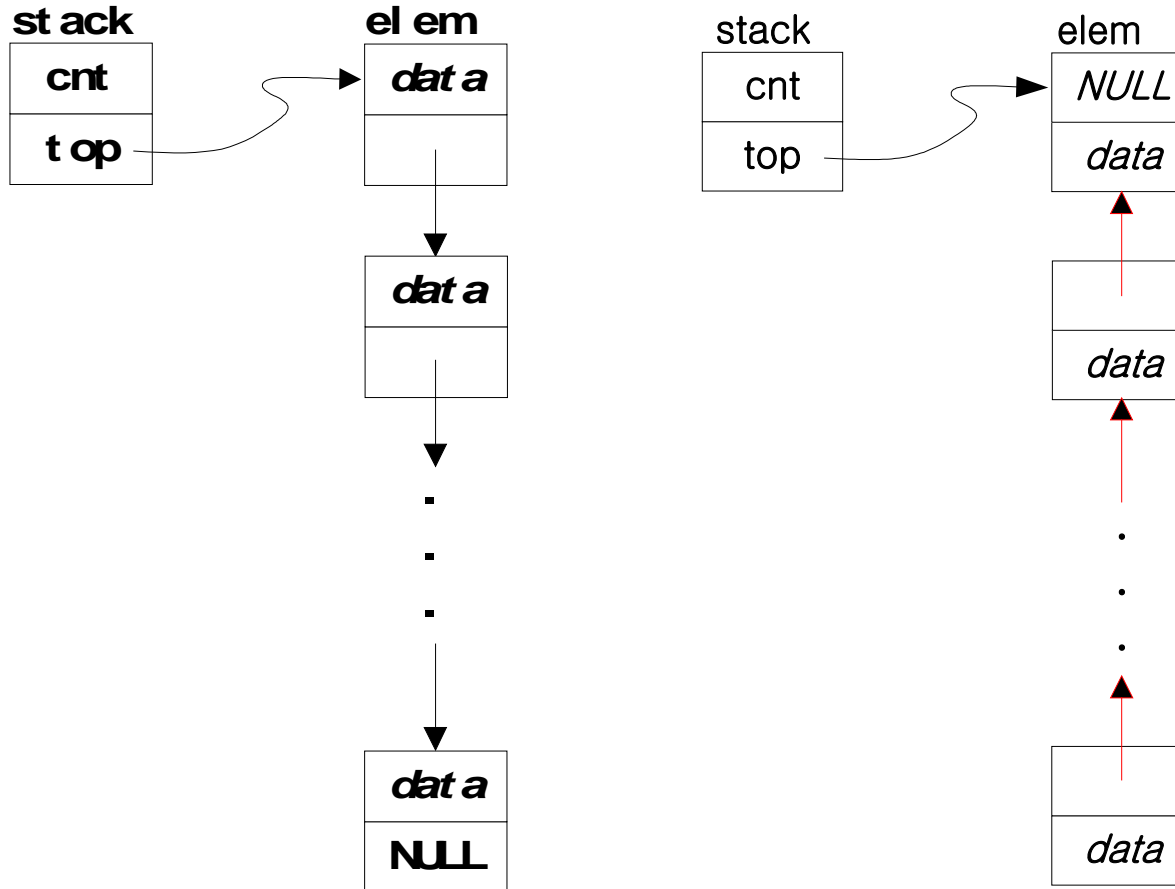 stack
cnt
top
elem
data
data
data
NULL
stack
cnt
top
elem
NULL
data
data
data